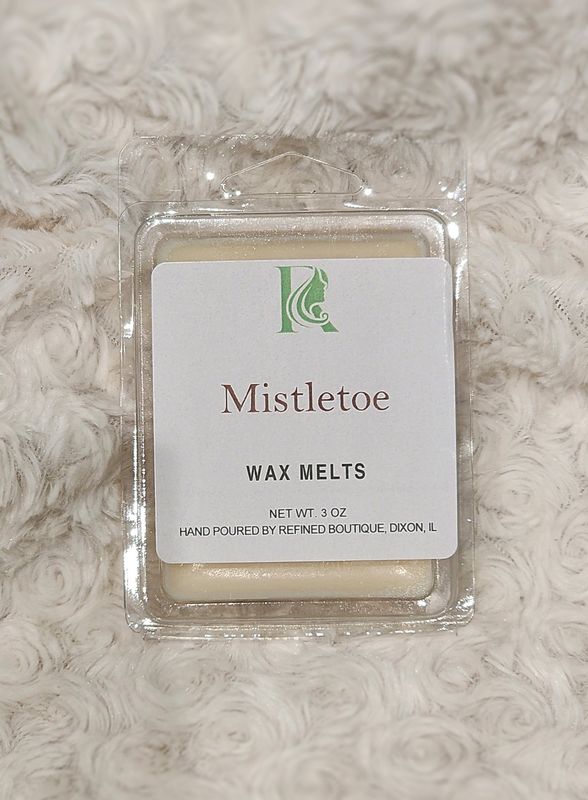 R
Mistletoe
WAX MELTS
NET WT. 3 OZ
HAND POURED BY REFINED BOUTIQUE, DIXON, IL